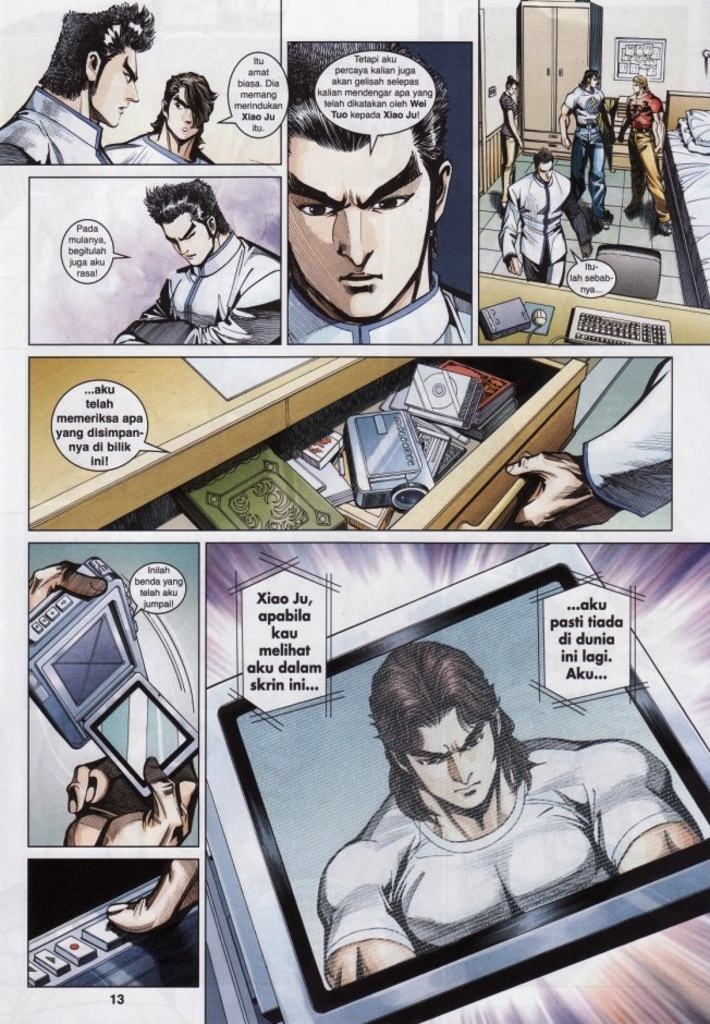 Itu
amat
biasa. Dia
memang
merindukan
Xiao Ju
itu.
Tetapi aku
percaya kalian juga
akan gelisah selepas
kalian mendengar apa yang
telah dikatakan oleh Wei
Tuo kepada Xiao Ju!
Pada
mulanya,
begitulah
juga aku
rasa!
Itu-
lah sebab-
nya...
...aku
telah
memeriksa apa
yang disimpan-
nya di bilik
ini!
Inilah
benda yang
telah aku
jumpai!
Xiao Ju,
apabila
kau
melihat
aku dalam
skrin ini...
...aku
pasti tiada
di dunia
ini lagi.
Aku...
13